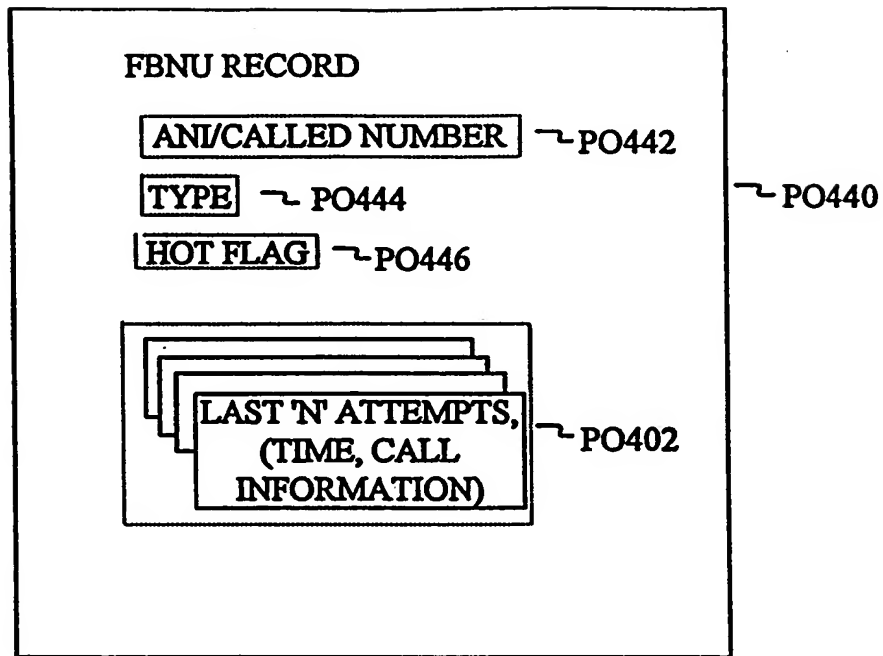 FBNU RECORD
ANI/CALLED NUMBER PO442
TYPE PO444
PO440
HOT FLAG PO446
LAST 'N' ATTEMPTS,
(TIME, CALL
INFORMATION)
PO402